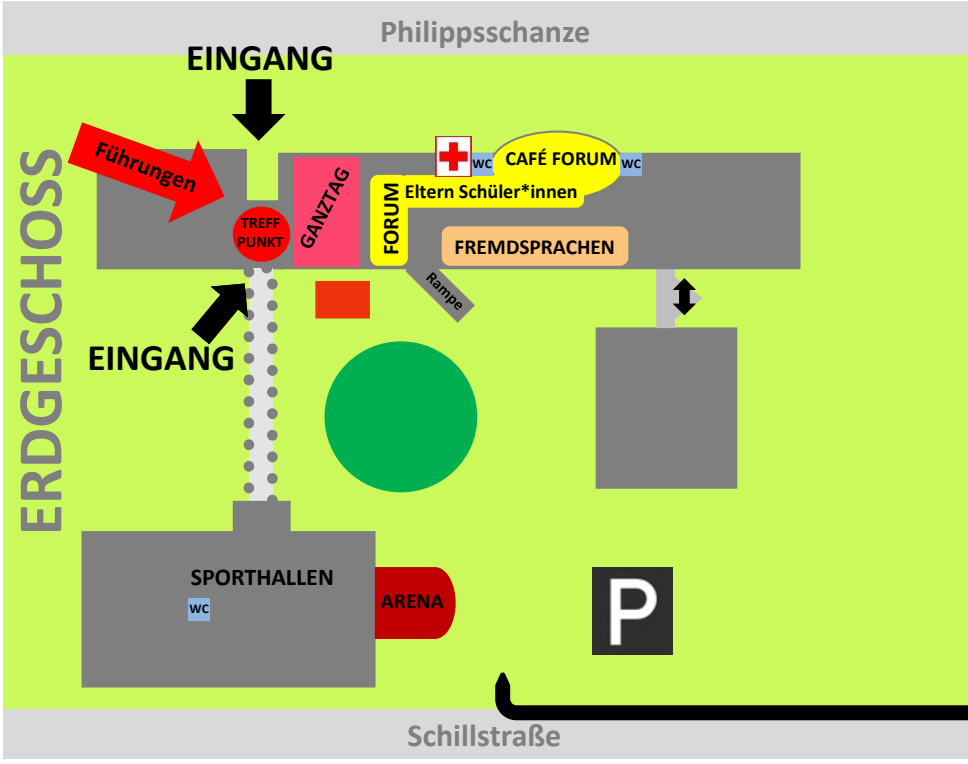 Philippsschanze
EINGANG
ERDGESCHOSS
Führungen
GANZTAG
WC
CAFÉ FORUM
WC
Eltern Schüler*innen
FORUM
TREFF
PUNKT
FREMDSPRACHEN
Rampe
EINGANG
SPORTHALLEN
WC
ARENA
P
Schillstraße